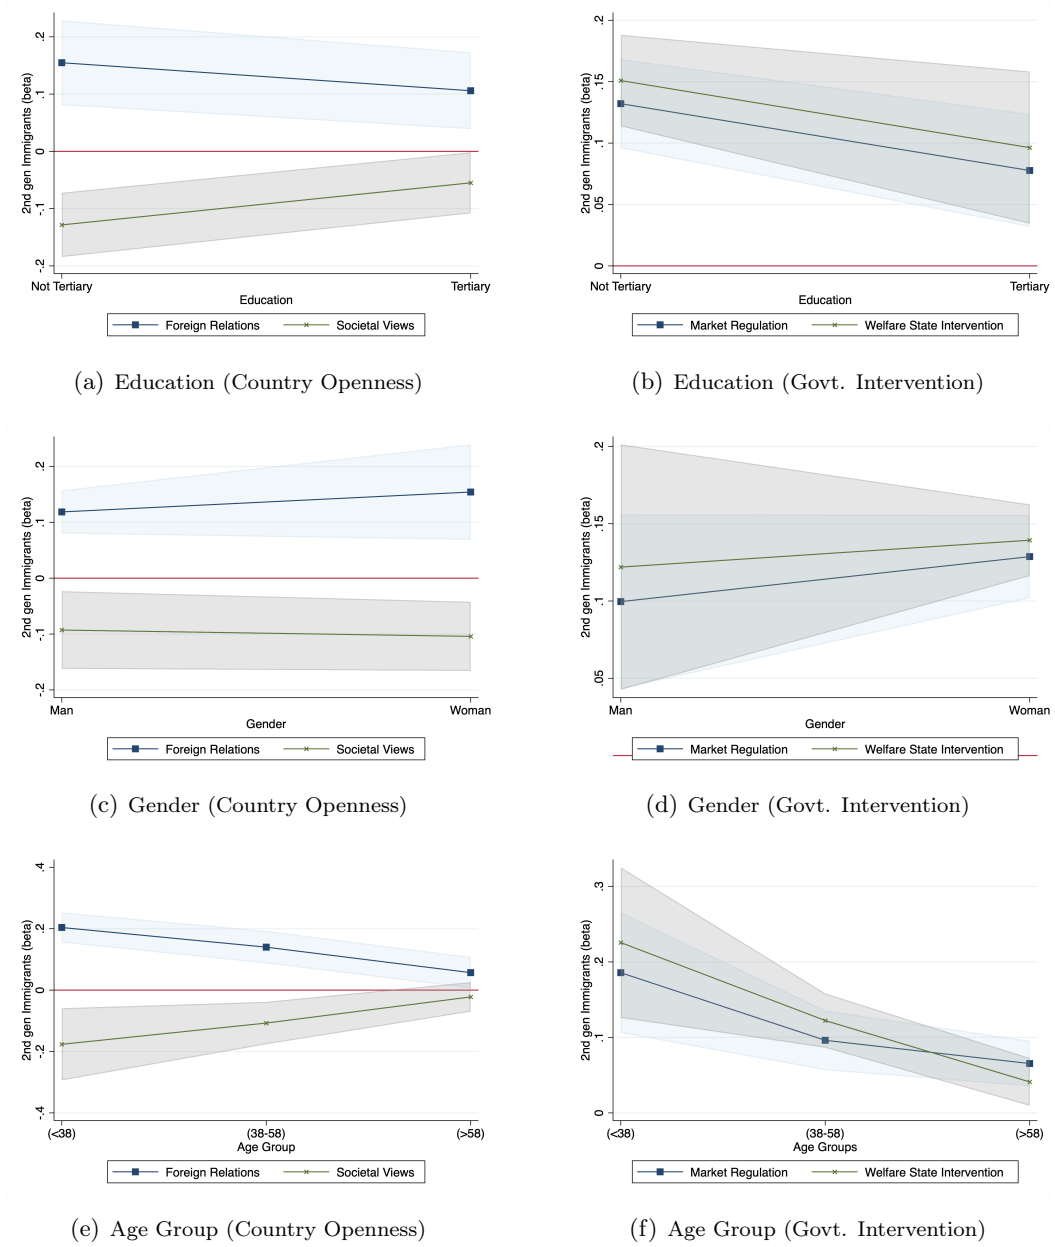 2nd gen Immigrants (beta)
.2
.1
0
-.1
-.2
Not Tertiary
Tertiary
Education
Foreign Relations
Societal Views
(a) Education (Country Openness)
2nd gen Immigrants (beta)
.2
.15
.1
.05
0
Not Tertiary
Tertiary
Education
Market Regulation
Welfare State Intervention
(b) Education (Govt. Intervention)
2nd gen Immigrants (beta)
.2
.1
0
-.1
-.2
Man
Woman
Gender
Foreign Relations
Societal Views
(c) Gender (Country Openness)
2nd gen Immigrants (beta)
.2
.15
.1
.05
Man
Woman
Gender
Market Regulation
Welfare State Intervention
(d) Gender (Govt. Intervention)
2nd gen Immigrants (beta)
.4
.2
0
-.2
-.4
(<38)
(38-58)
(>58)
Age Group
Foreign Relations
Societal Views
(e) Age Group (Country Openness)
2nd gen Immigrants (beta)
.3
.2
.1
0
(<38)
(38-58)
(>58)
Age Groups
Market Regulation
Welfare State Intervention
(f) Age Group (Govt. Intervention)